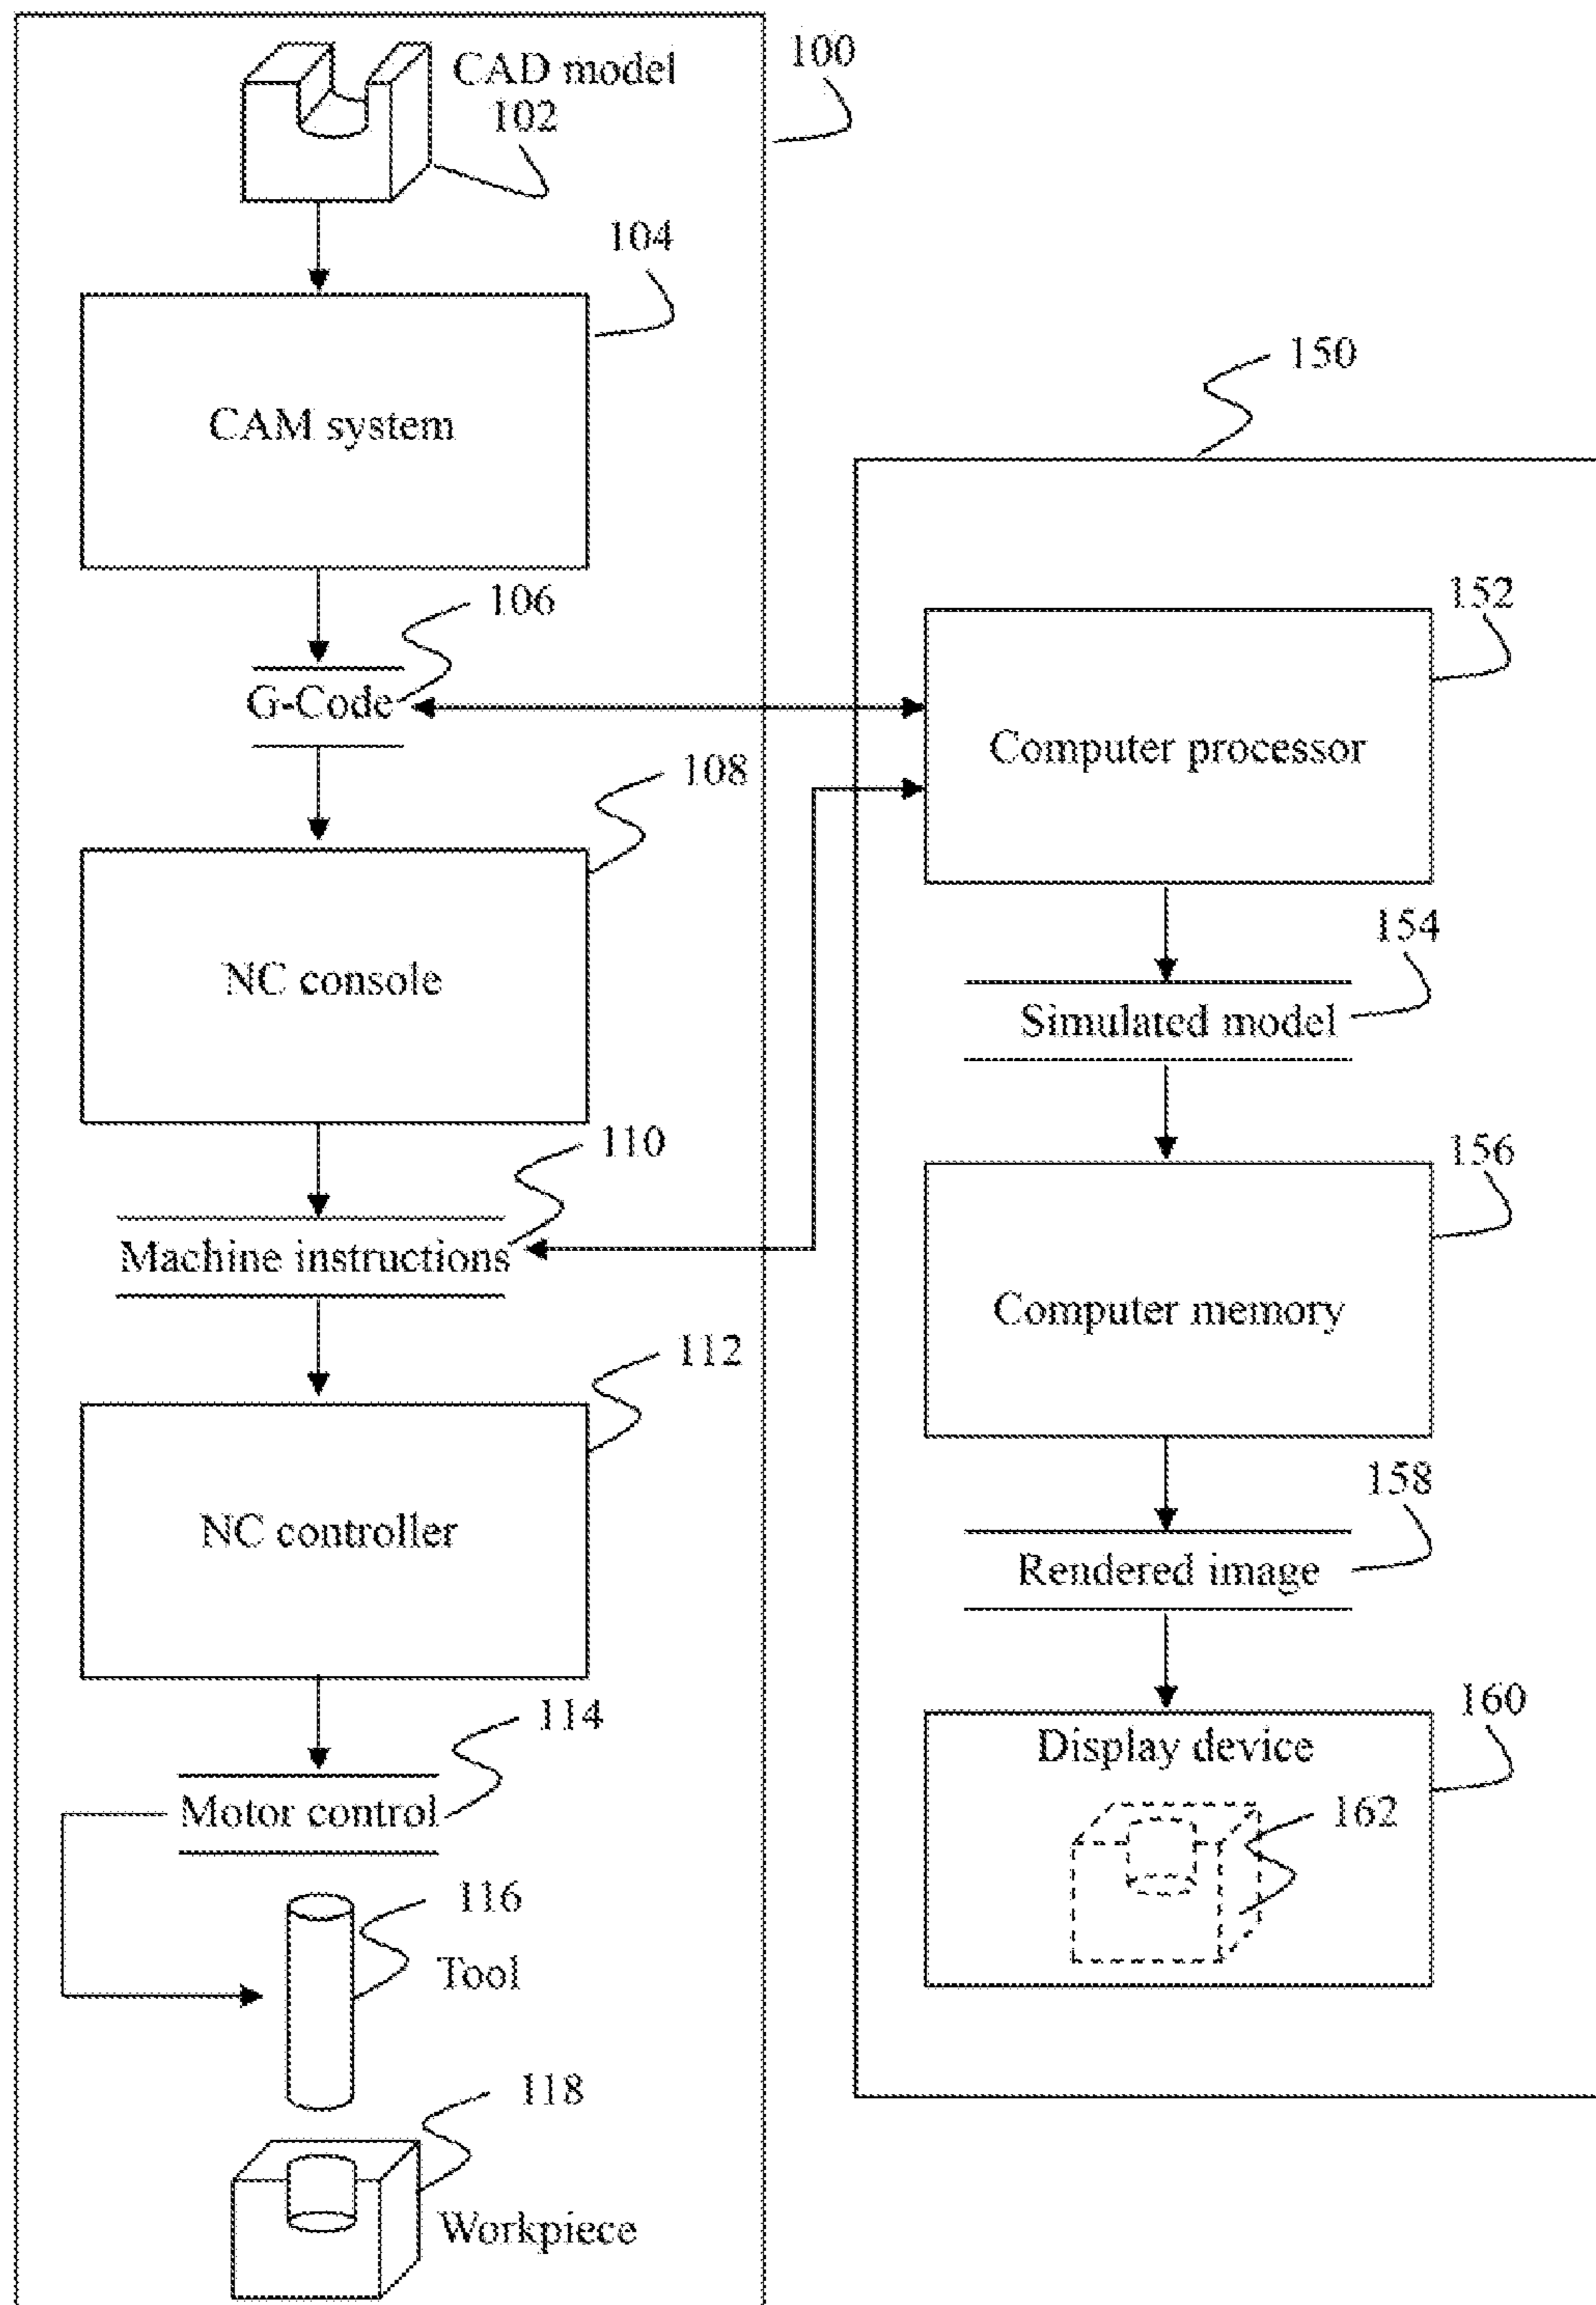 CAD model
102
100
104
CAM system
106
G-Code
108
NC console
110
Machine instructions
112
NC controller
114
Motor control
116
Tool
118
Workpiece
150
152
Computer processor
154
Simulated model
156
Computer memory
158
Rendered image
160
Display device
162